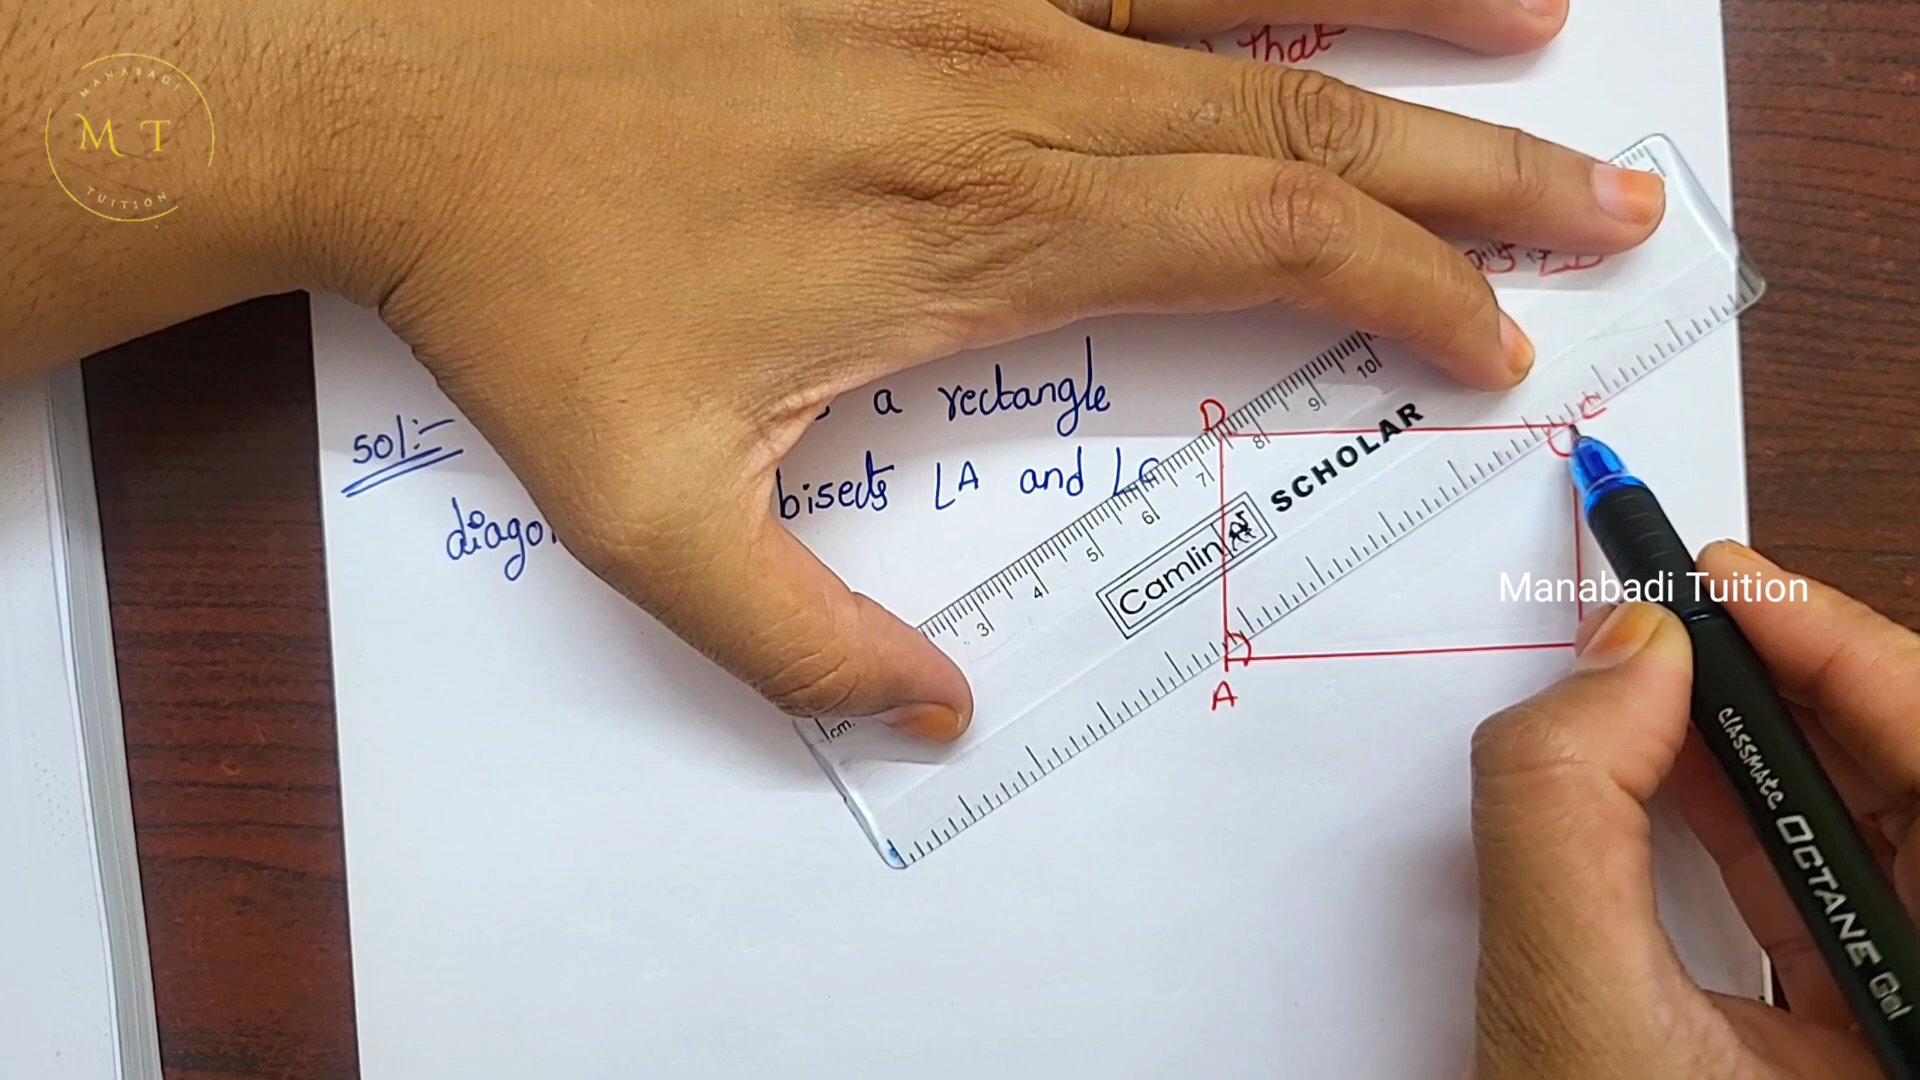 MANABADI
M T
TUITION
that
Sol:-
a rectangle
bisects ∟A and ∟C
D
C
A
3 4 5 6 7 8 9 10
cm.
Camlin
SCHOLAR
Manabadi Tuition
classmate OCTANE Gel